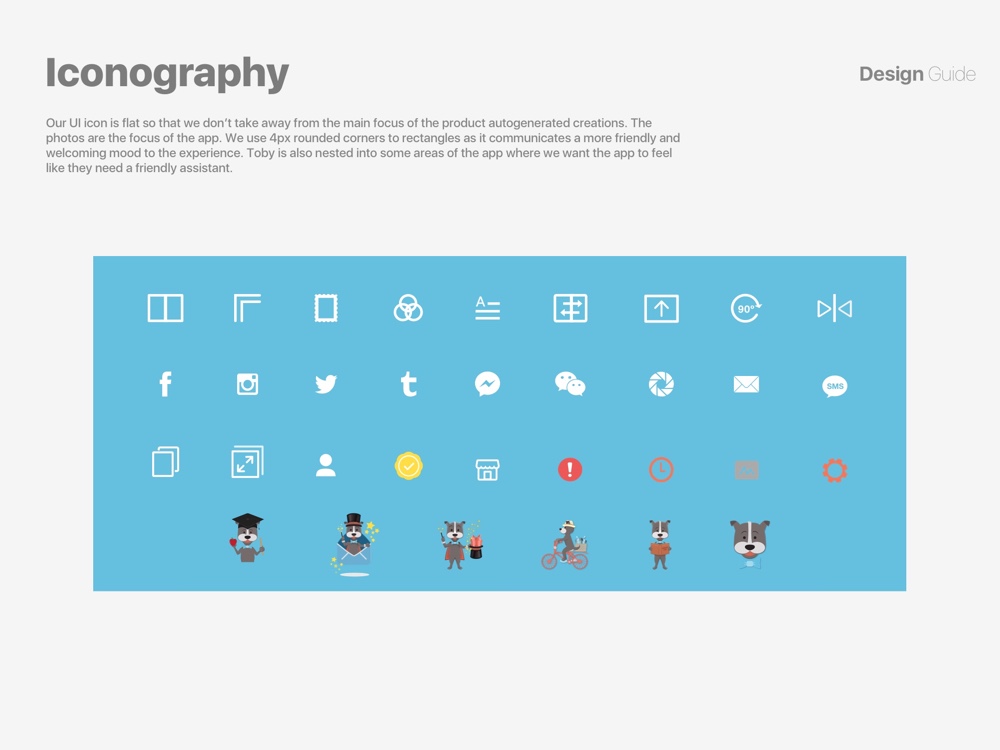 Iconography
Design Guide
Our UI icon is flat so that we don’t take away from the main focus of the product autogenerated creations. The
photos are the focus of the app. We use 4px rounded corners to rectangles as it communicates a more friendly and
welcoming mood to the experience. Toby is also nested into some areas of the app where we want the app to feel
like they need a friendly assistant.
A
90°
SMS